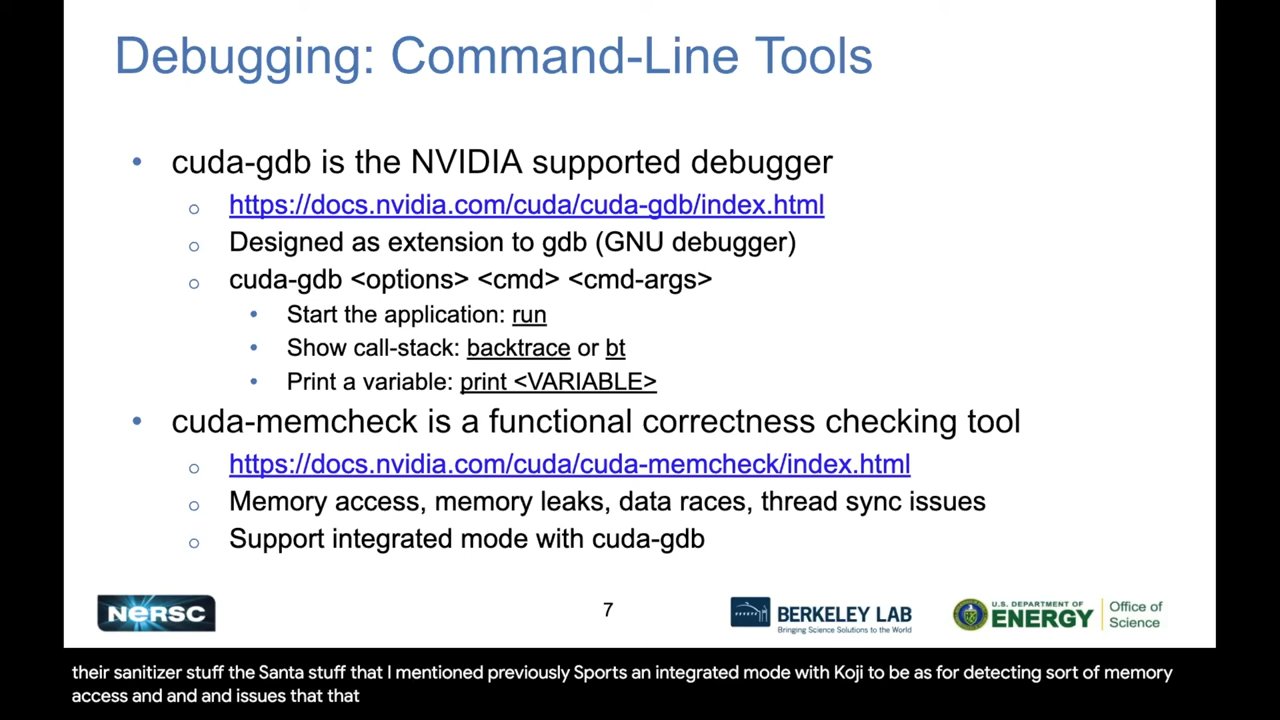 Debugging: Command-Line Tools
• cuda-gdb is the NVIDIA supported debugger
○ https://docs.nvidia.com/cuda/cuda-gdb/index.html
○ Designed as extension to gdb (GNU debugger)
○ cuda-gdb <options> <cmd> <cmd-args>
• Start the application: run
• Show call-stack: backtrace or bt
• Print a variable: print <VARIABLE>
• cuda-memcheck is a functional correctness checking tool
○ https://docs.nvidia.com/cuda/cuda-memcheck/index.html
○ Memory access, memory leaks, data races, thread sync issues
○ Support integrated mode with cuda-gdb
NERSC
7
BERKELEY LAB
Bringing Science Solutions to the World
U.S. DEPARTMENT OF
ENERGY
Office of
Science
their sanitizer stuff the Santa stuff that I mentioned previously Sports an integrated mode with Koji to be as for detecting sort of memory
access and and and issues that that